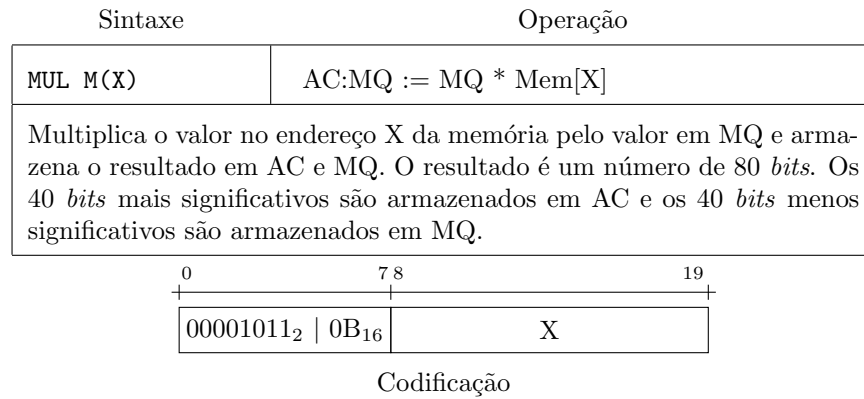 Sintaxe Operação
MUL M(X) AC:MQ := MQ * Mem[X]
Multiplica o valor no endereço X da memória pelo valor em MQ e arma-
zena o resultado em AC e MQ. O resultado é um número de 80 bits. Os
40 bits mais significativos são armazenados em AC e os 40 bits menos
significativos são armazenados em MQ.
0 7 8 19
00001011₂ | 0B₁₆ X
Codificação